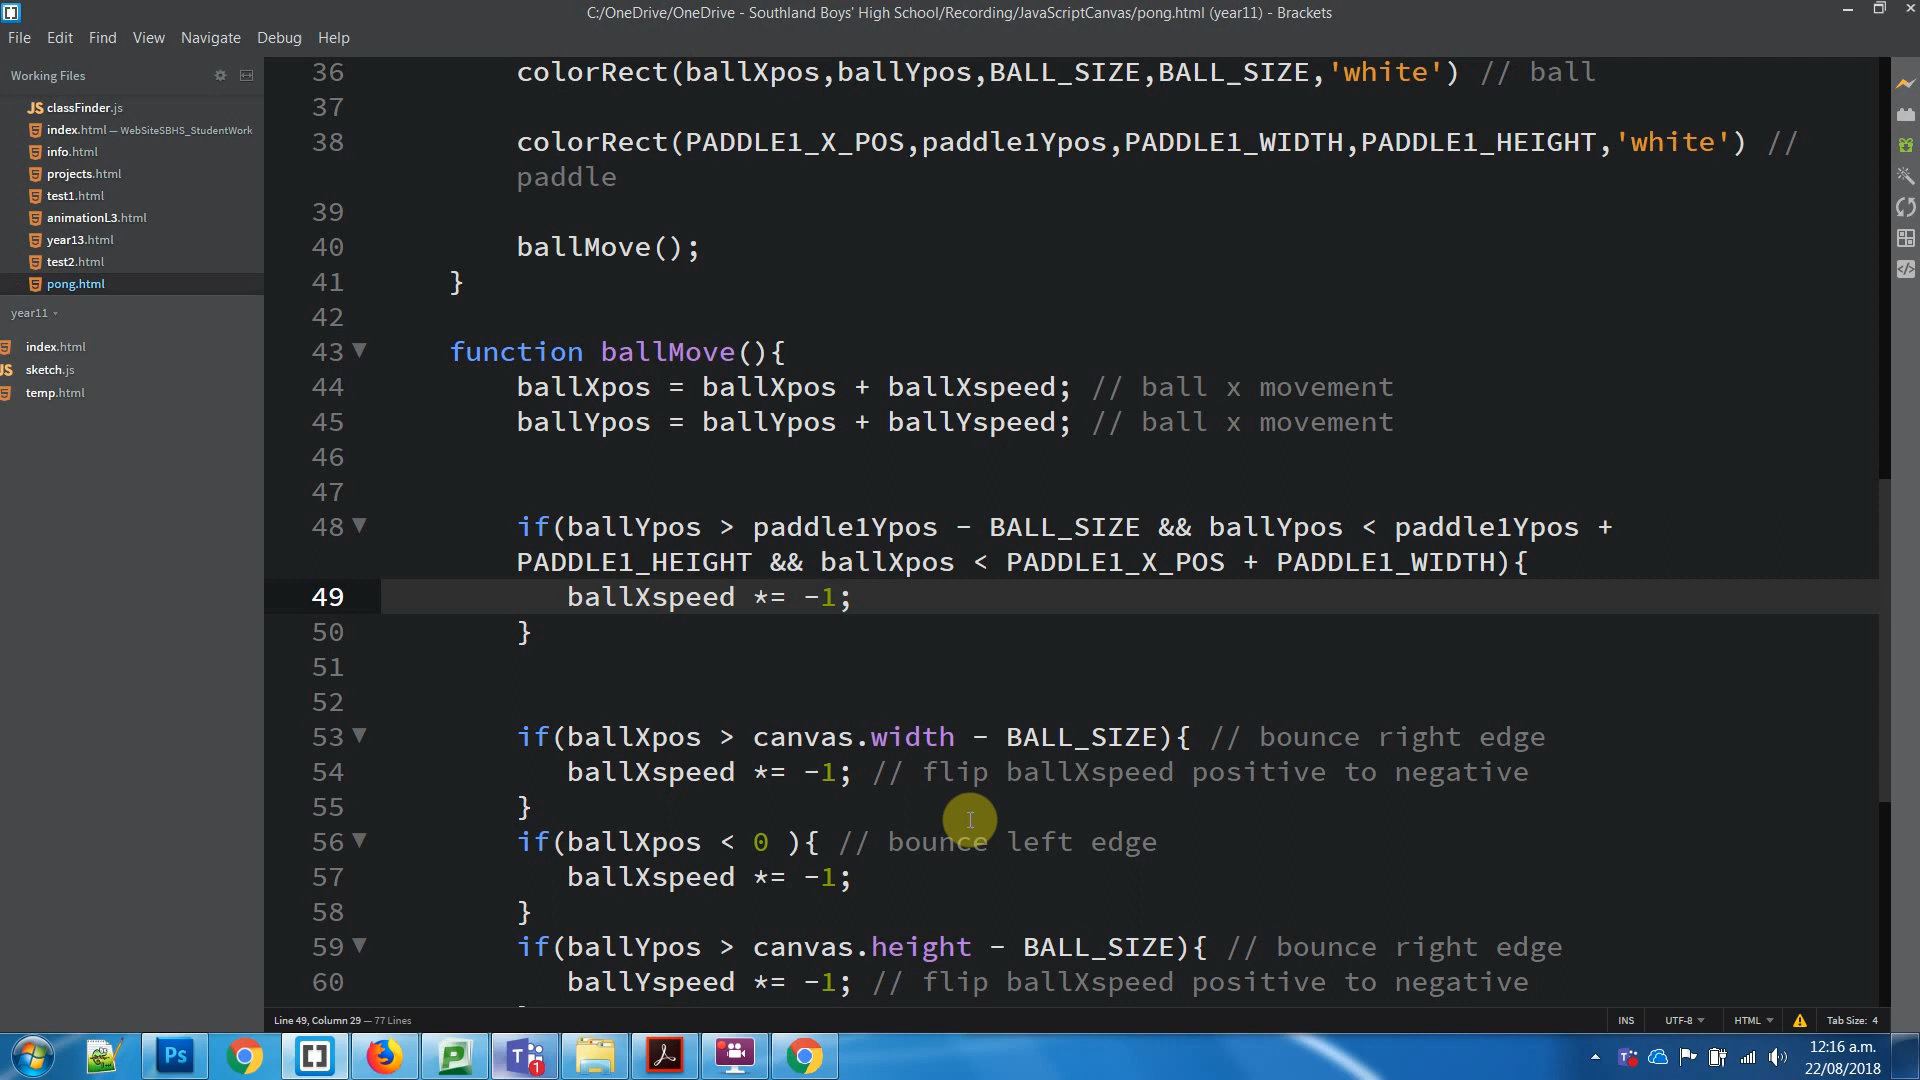 C:/OneDrive/OneDrive - Southland Boys' High School/Recording/JavaScriptCanvas/pong.html (year11) - Brackets
File Edit Find View Navigate Debug Help
Working Files
JS classFinder.js
index.html — WebSiteSBHS_StudentWork
info.html
projects.html
test1.html
animationL3.html
year13.html
test2.html
pong.html
year11
index.html
JS sketch.js
temp.html
36 colorRect(ballXpos,ballYpos,BALL_SIZE,BALL_SIZE,'white') // ball
37
38 colorRect(PADDLE1_X_POS,paddle1Ypos,PADDLE1_WIDTH,PADDLE1_HEIGHT,'white') //
paddle
39
40 ballMove();
41 }
42
43 function ballMove(){
44 ballXpos = ballXpos + ballXspeed; // ball x movement
45 ballYpos = ballYpos + ballYspeed; // ball x movement
46
47
48 if(ballYpos > paddle1Ypos - BALL_SIZE && ballYpos < paddle1Ypos +
PADDLE1_HEIGHT && ballXpos < PADDLE1_X_POS + PADDLE1_WIDTH){
49 ballXspeed *= -1;
50 }
51
52
53 if(ballXpos > canvas.width - BALL_SIZE){ // bounce right edge
54 ballXspeed *= -1; // flip ballXspeed positive to negative
55 }
56 if(ballXpos < 0 ){ // bounce left edge
57 ballXspeed *= -1;
58 }
59 if(ballYpos > canvas.height - BALL_SIZE){ // bounce right edge
60 ballYspeed *= -1; // flip ballXspeed positive to negative
Line 49, Column 29 — 77 Lines
INS UTF-8 HTML Tab Size: 4
Ps
1
12:16 a.m.
22/08/2018